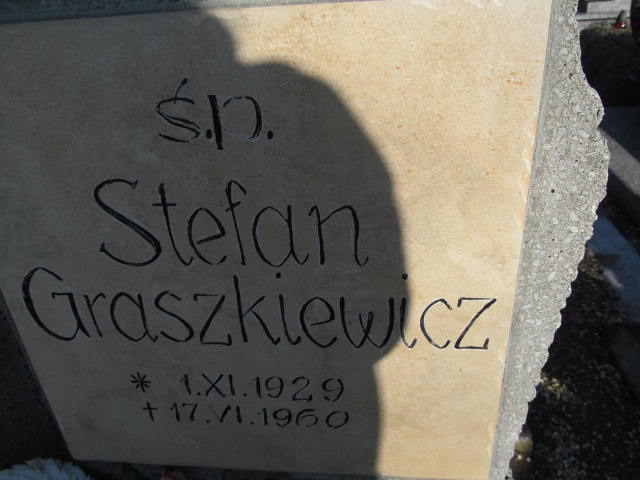 ś.p.
Stefan
Graszkiewicz
* 1.XI.1929
† 17.VI.1960